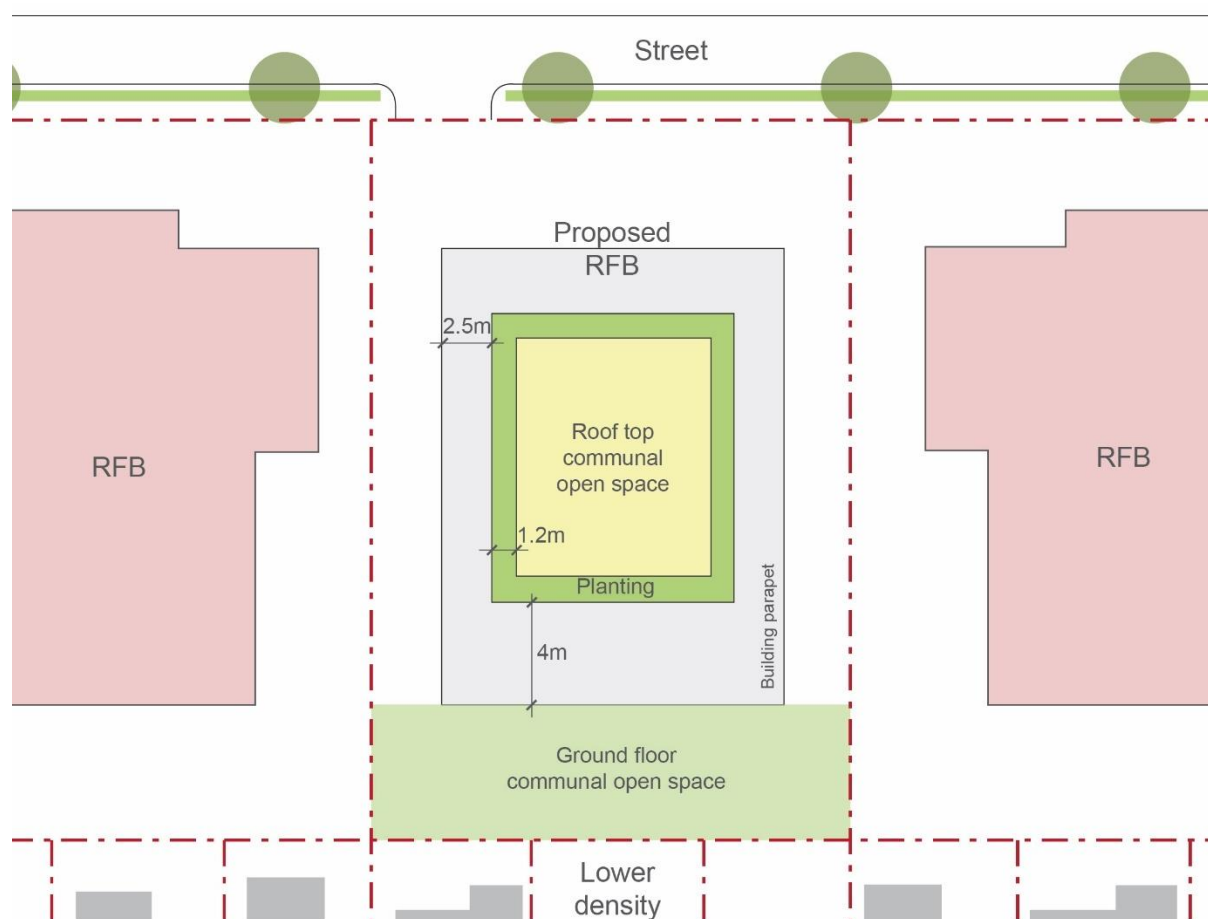 Street
Proposed
RFB
2.5m
Roof top
communal
open space
RFB
RFB
1.2m
Planting
Building parapet
4m
Ground floor
communal open space
Lower
density